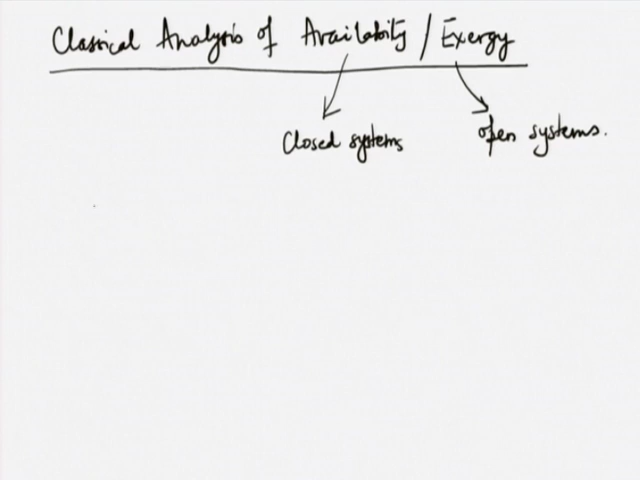 Classical Analysis of Availability / Exergy
Closed systems
open systems.